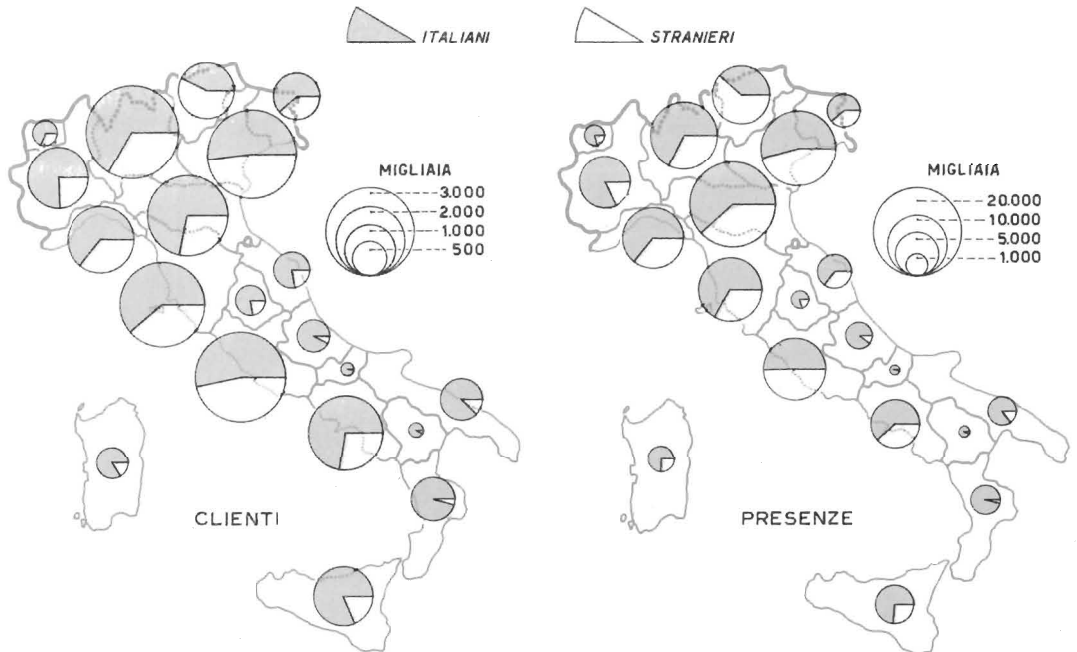 ITALIANI
STRANIERI
MIGLIAIA
3.000
2.000
1.000
500
MIGLIAIA
20.000
10.000
5.000
1.000
CLIENTI
PRESENZE